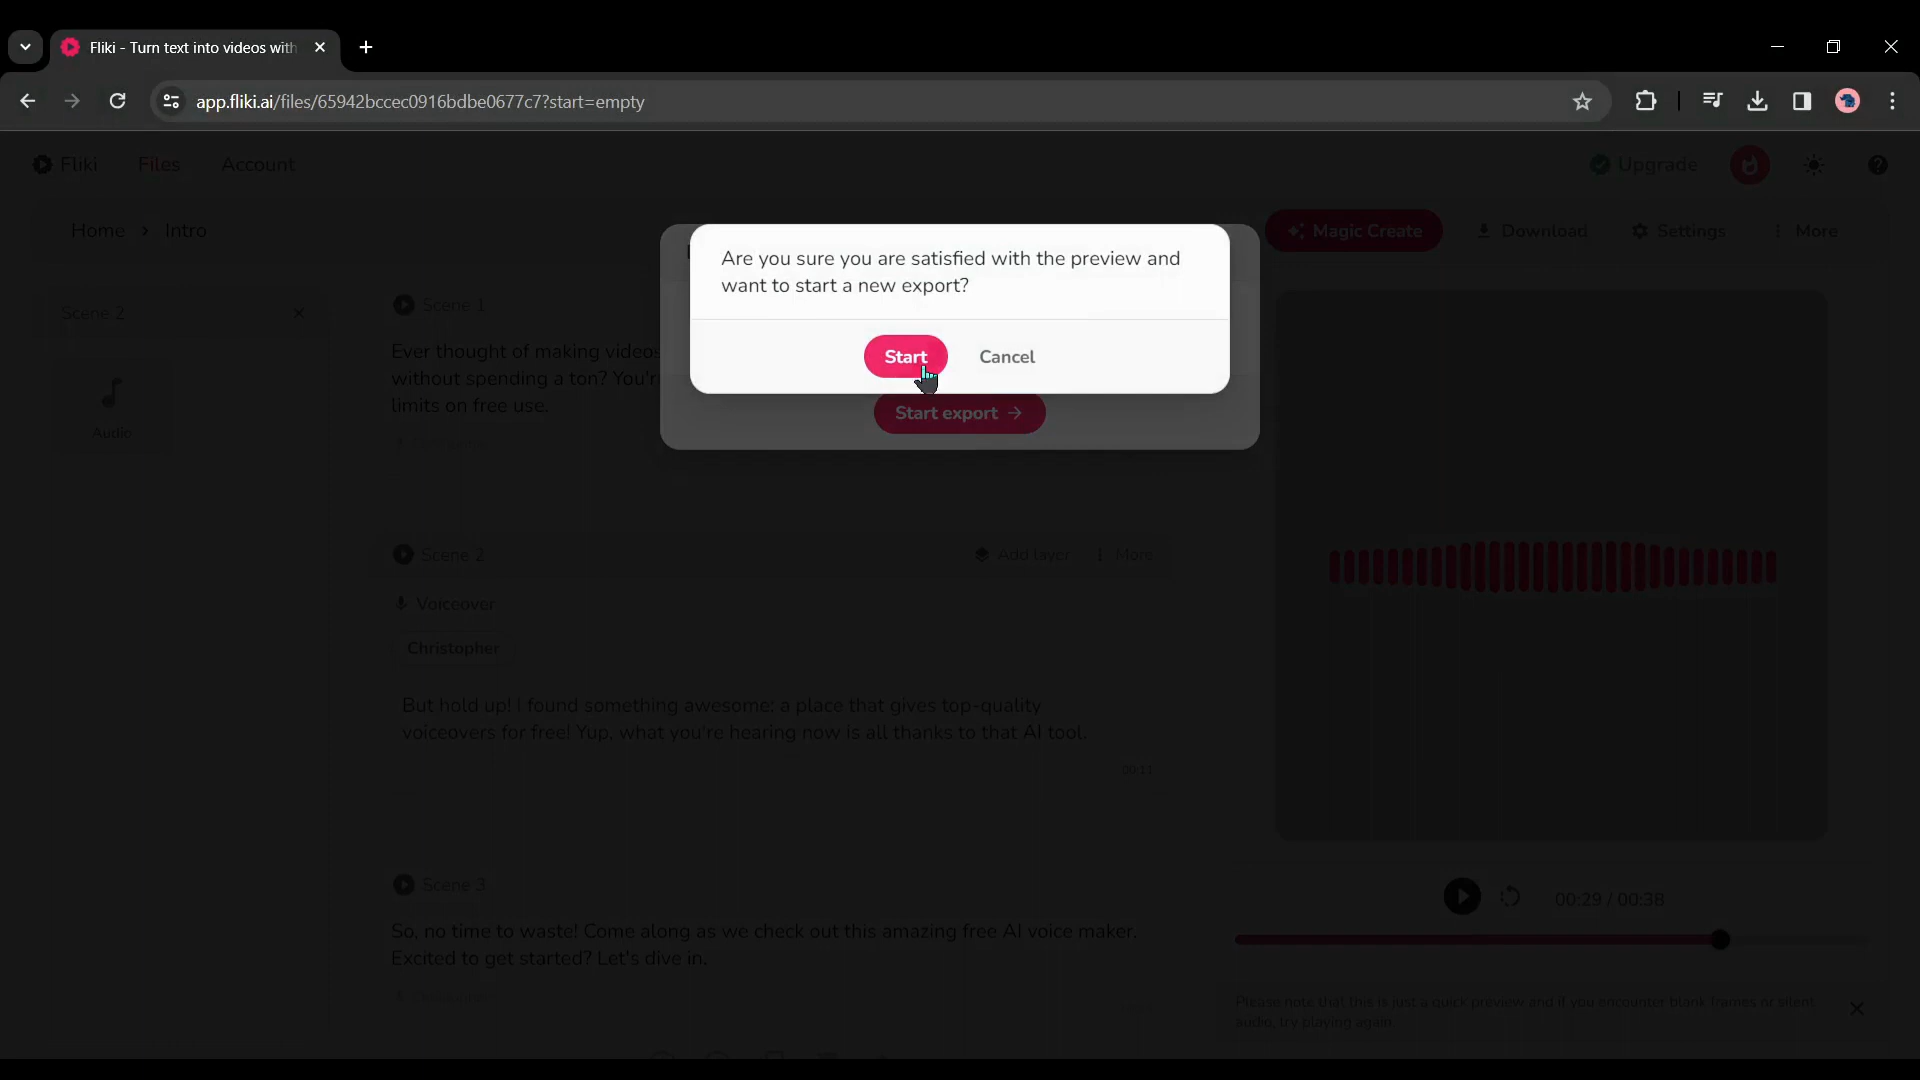 Fliki - Turn text into videos with
app.fliki.ai/files/65942bccec0916bdbe0677c7?start=empty
Fliki Files Account Upgrade
Home > Intro Magic Create Download Settings More
Are you sure you are satisfied with the preview and
want to start a new export?
Start Cancel
Start export →
Scene 2
Audio
Scene 1
Ever thought of making videos
without spending a ton? You'r
limits on free use.
Scene 2 Add layer More
Voiceover
Christopher
But hold up! I found something awesome: a place that gives top-quality
voiceovers for free! Yup, what you're hearing now is all thanks to that AI tool.
00:11
Scene 3
So, no time to waste! Come along as we check out this amazing free AI voice maker.
Excited to get started? Let's dive in.
00:29 / 00:38
Please note that this is just a quick preview and if you encounter blank frames or silent
audio, try playing again.